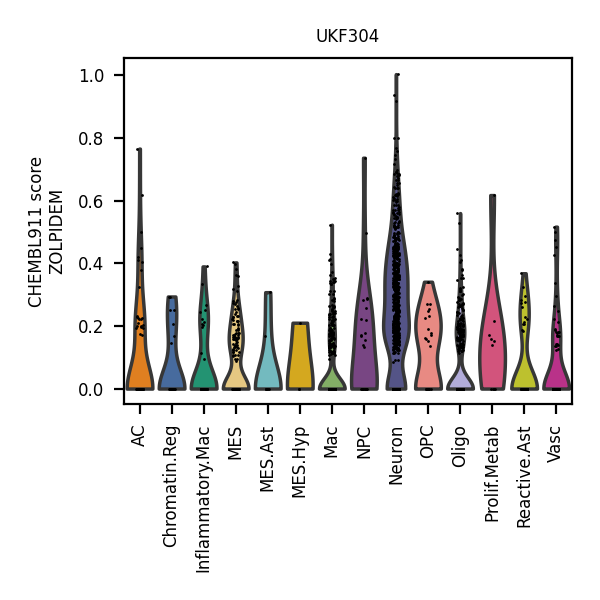 UKF304
CHEMBL911 score
ZOLPIDEM
1.0
0.8
0.6
0.4
0.2
0.0
AC
Chromatin.Reg
Inflammatory.Mac
MES
MES.Ast
MES.Hyp
Mac
NPC
Neuron
OPC
Oligo
Prolif.Metab
Reactive.Ast
Vasc